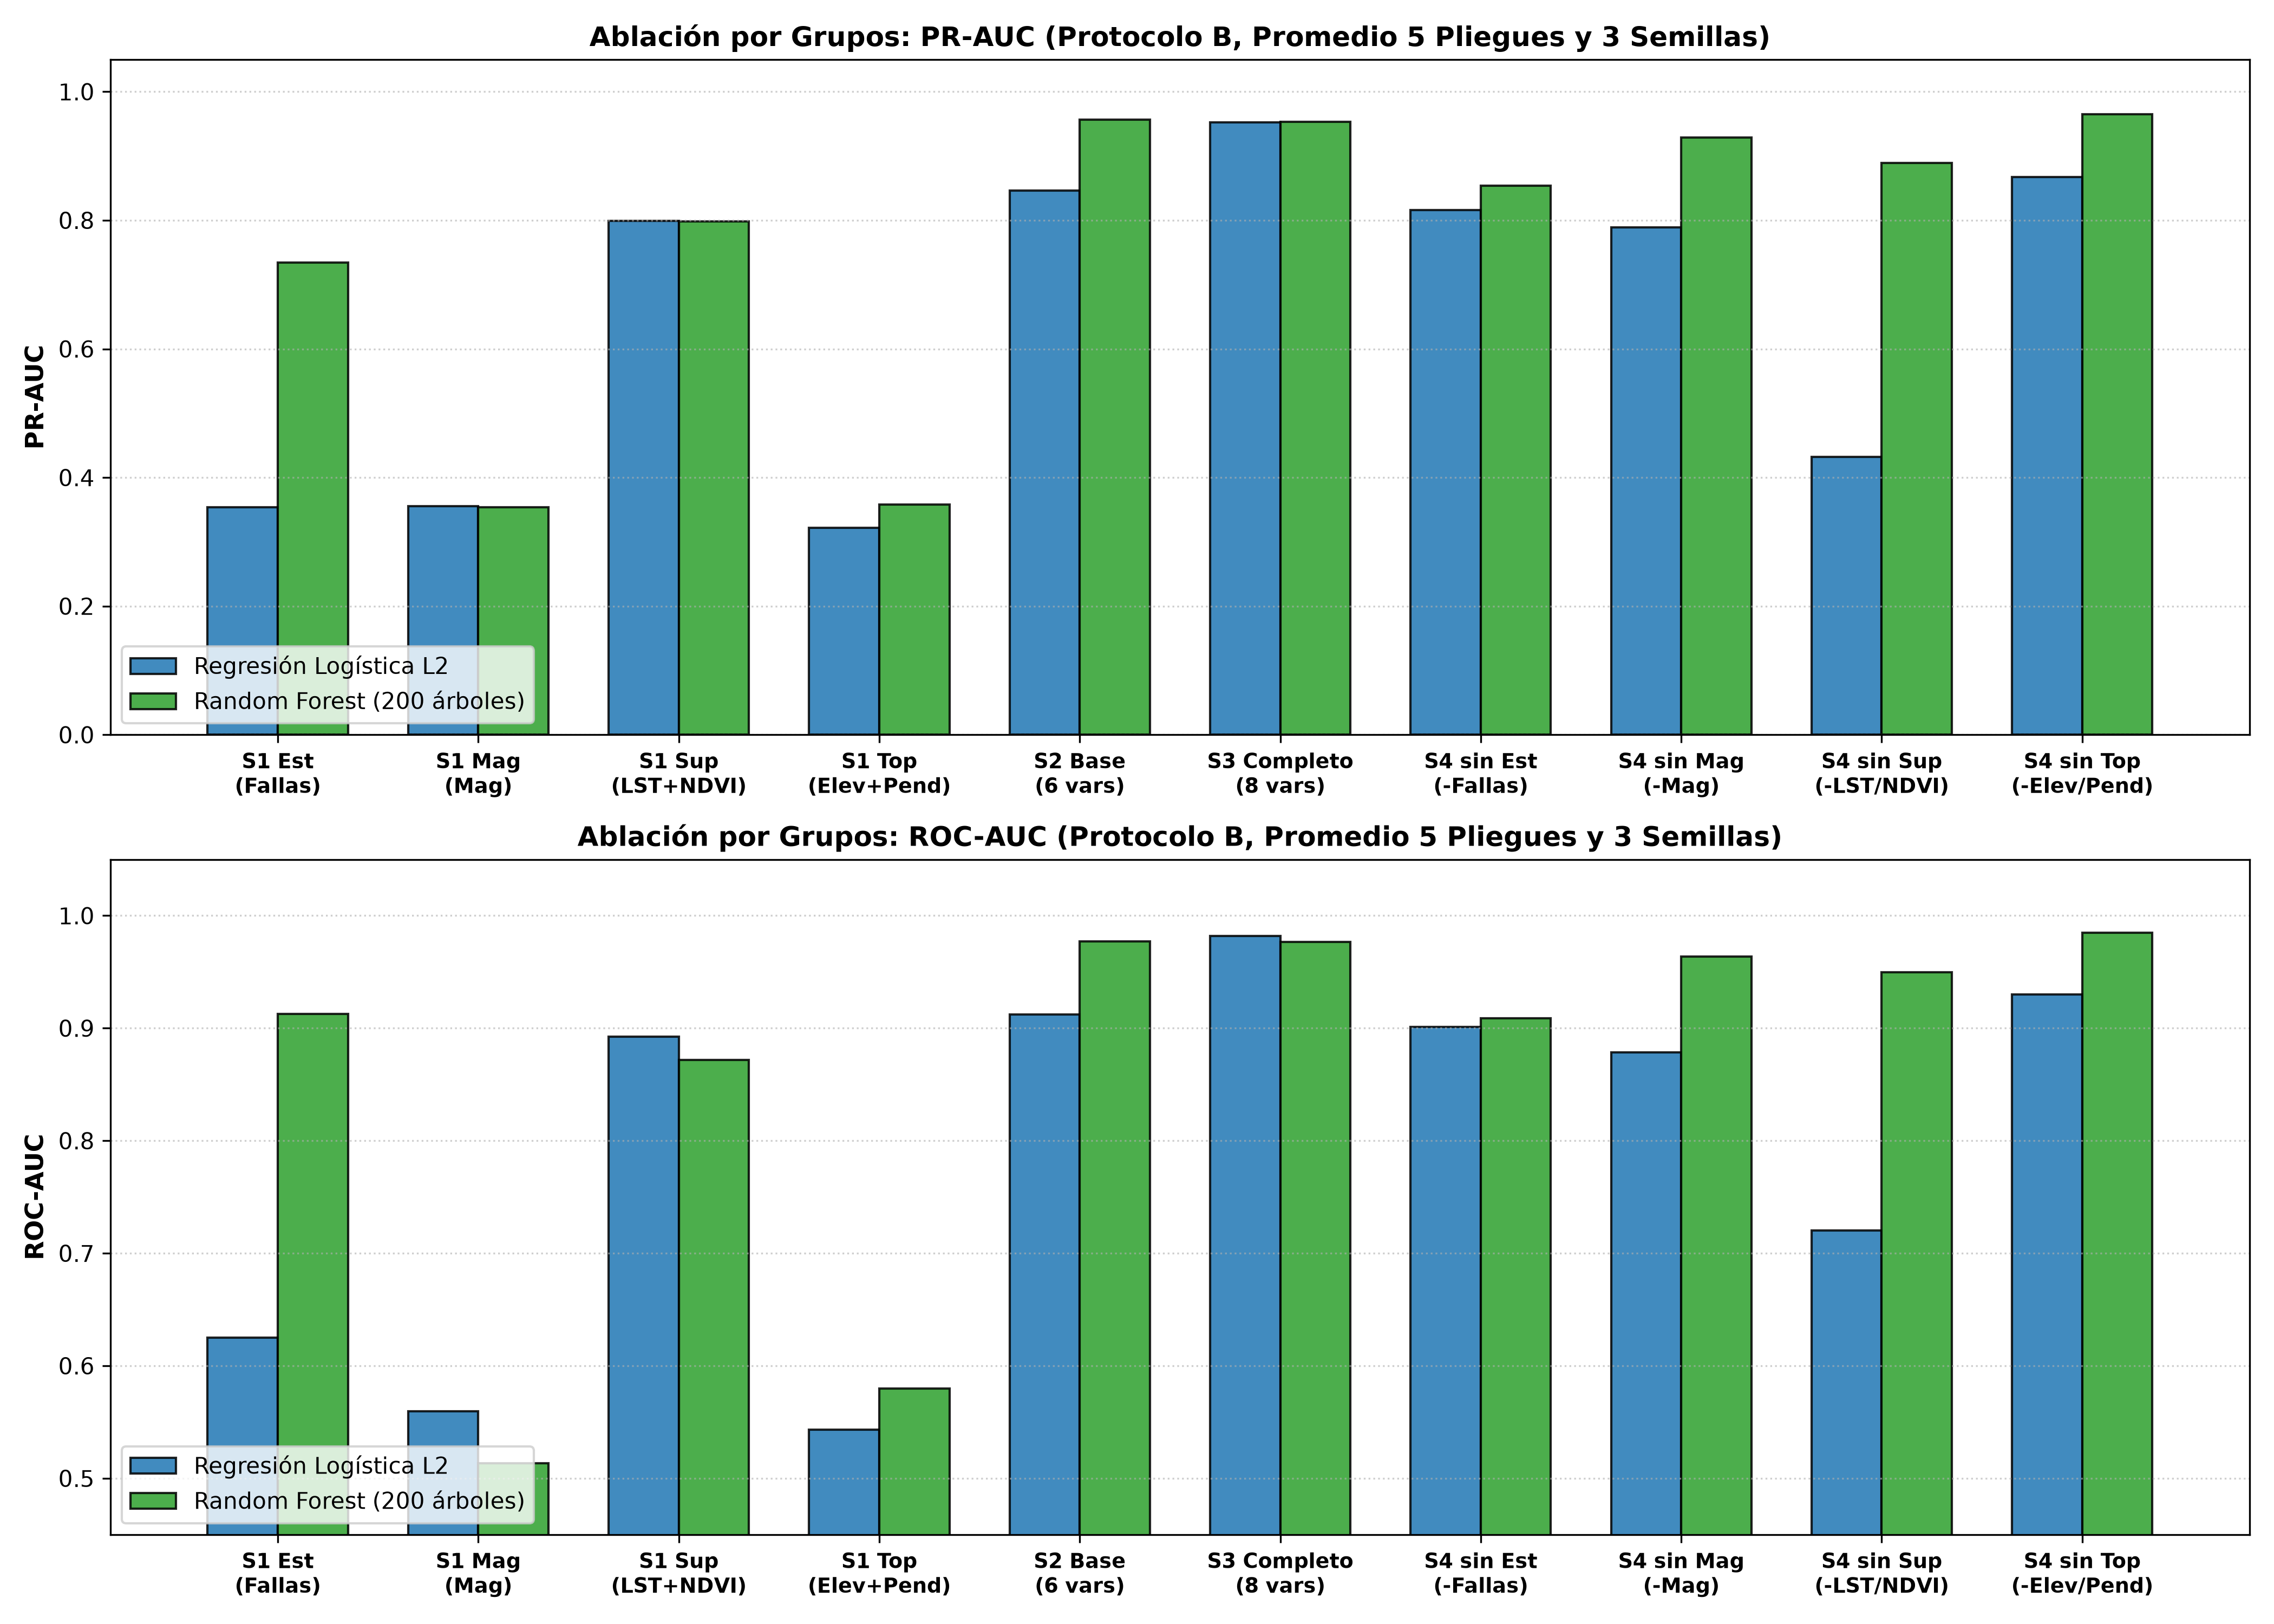 Ablación por Grupos: PR-AUC (Protocolo B, Promedio 5 Pliegues y 3 Semillas)
PR-AUC
1.0
0.8
0.6
0.4
0.2
0.0
Regresión Logística L2
Random Forest (200 árboles)
S1 Est
(Fallas)
S1 Mag
(Mag)
S1 Sup
(LST+NDVI)
S1 Top
(Elev+Pend)
S2 Base
(6 vars)
S3 Completo
(8 vars)
S4 sin Est
(-Fallas)
S4 sin Mag
(-Mag)
S4 sin Sup
(-LST/NDVI)
S4 sin Top
(-Elev/Pend)
Ablación por Grupos: ROC-AUC (Protocolo B, Promedio 5 Pliegues y 3 Semillas)
ROC-AUC
1.0
0.9
0.8
0.7
0.6
0.5
Regresión Logística L2
Random Forest (200 árboles)
S1 Est
(Fallas)
S1 Mag
(Mag)
S1 Sup
(LST+NDVI)
S1 Top
(Elev+Pend)
S2 Base
(6 vars)
S3 Completo
(8 vars)
S4 sin Est
(-Fallas)
S4 sin Mag
(-Mag)
S4 sin Sup
(-LST/NDVI)
S4 sin Top
(-Elev/Pend)